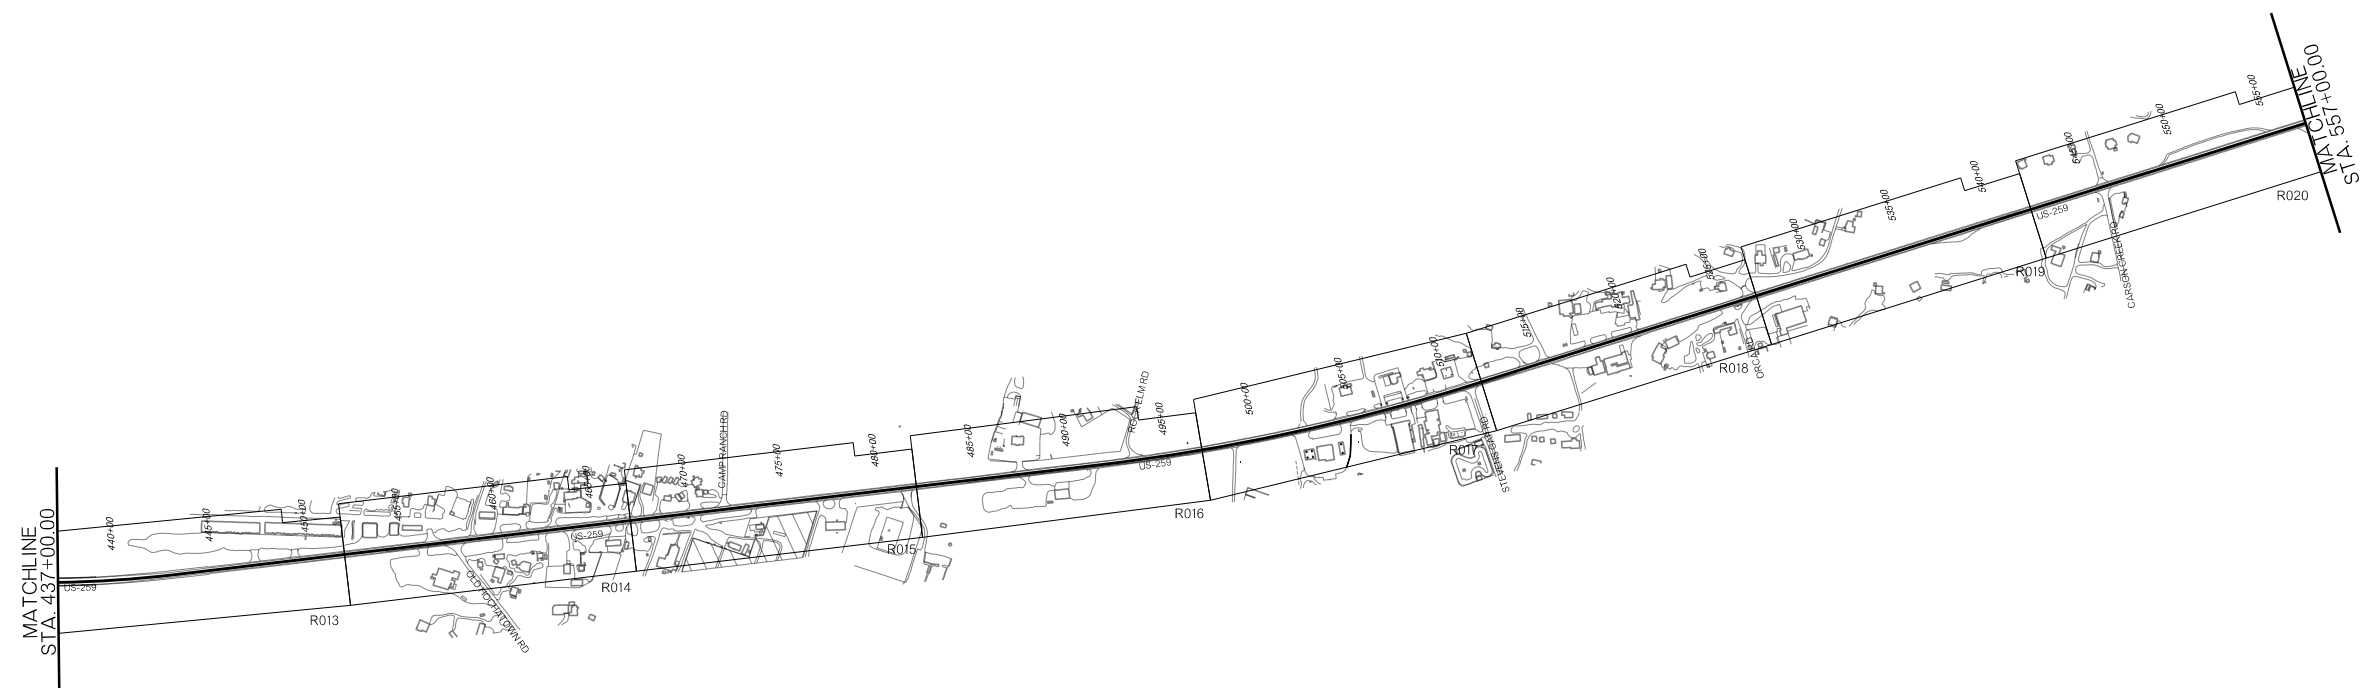 MATCHLINE
STA. 437+00.00
US-259
440+00
445+00
450+00
R013
455+00
460+00
465+00
OLD HOCHATOWN RD
US-259
R014
470+00
CAMP RANCH RD
475+00
480+00
R015
485+00
490+00
ELM RD
495+00
US-259
R016
500+00
505+00
510+00
R017
STEVENS GAP RD.
515+00
520+00
525+00
R018
ORCA RD
530+00
535+00
540+00
R019
US-259
545+00
550+00
555+00
CARSON CREEK RD
R020
MATCHLINE
STA. 557+00.00